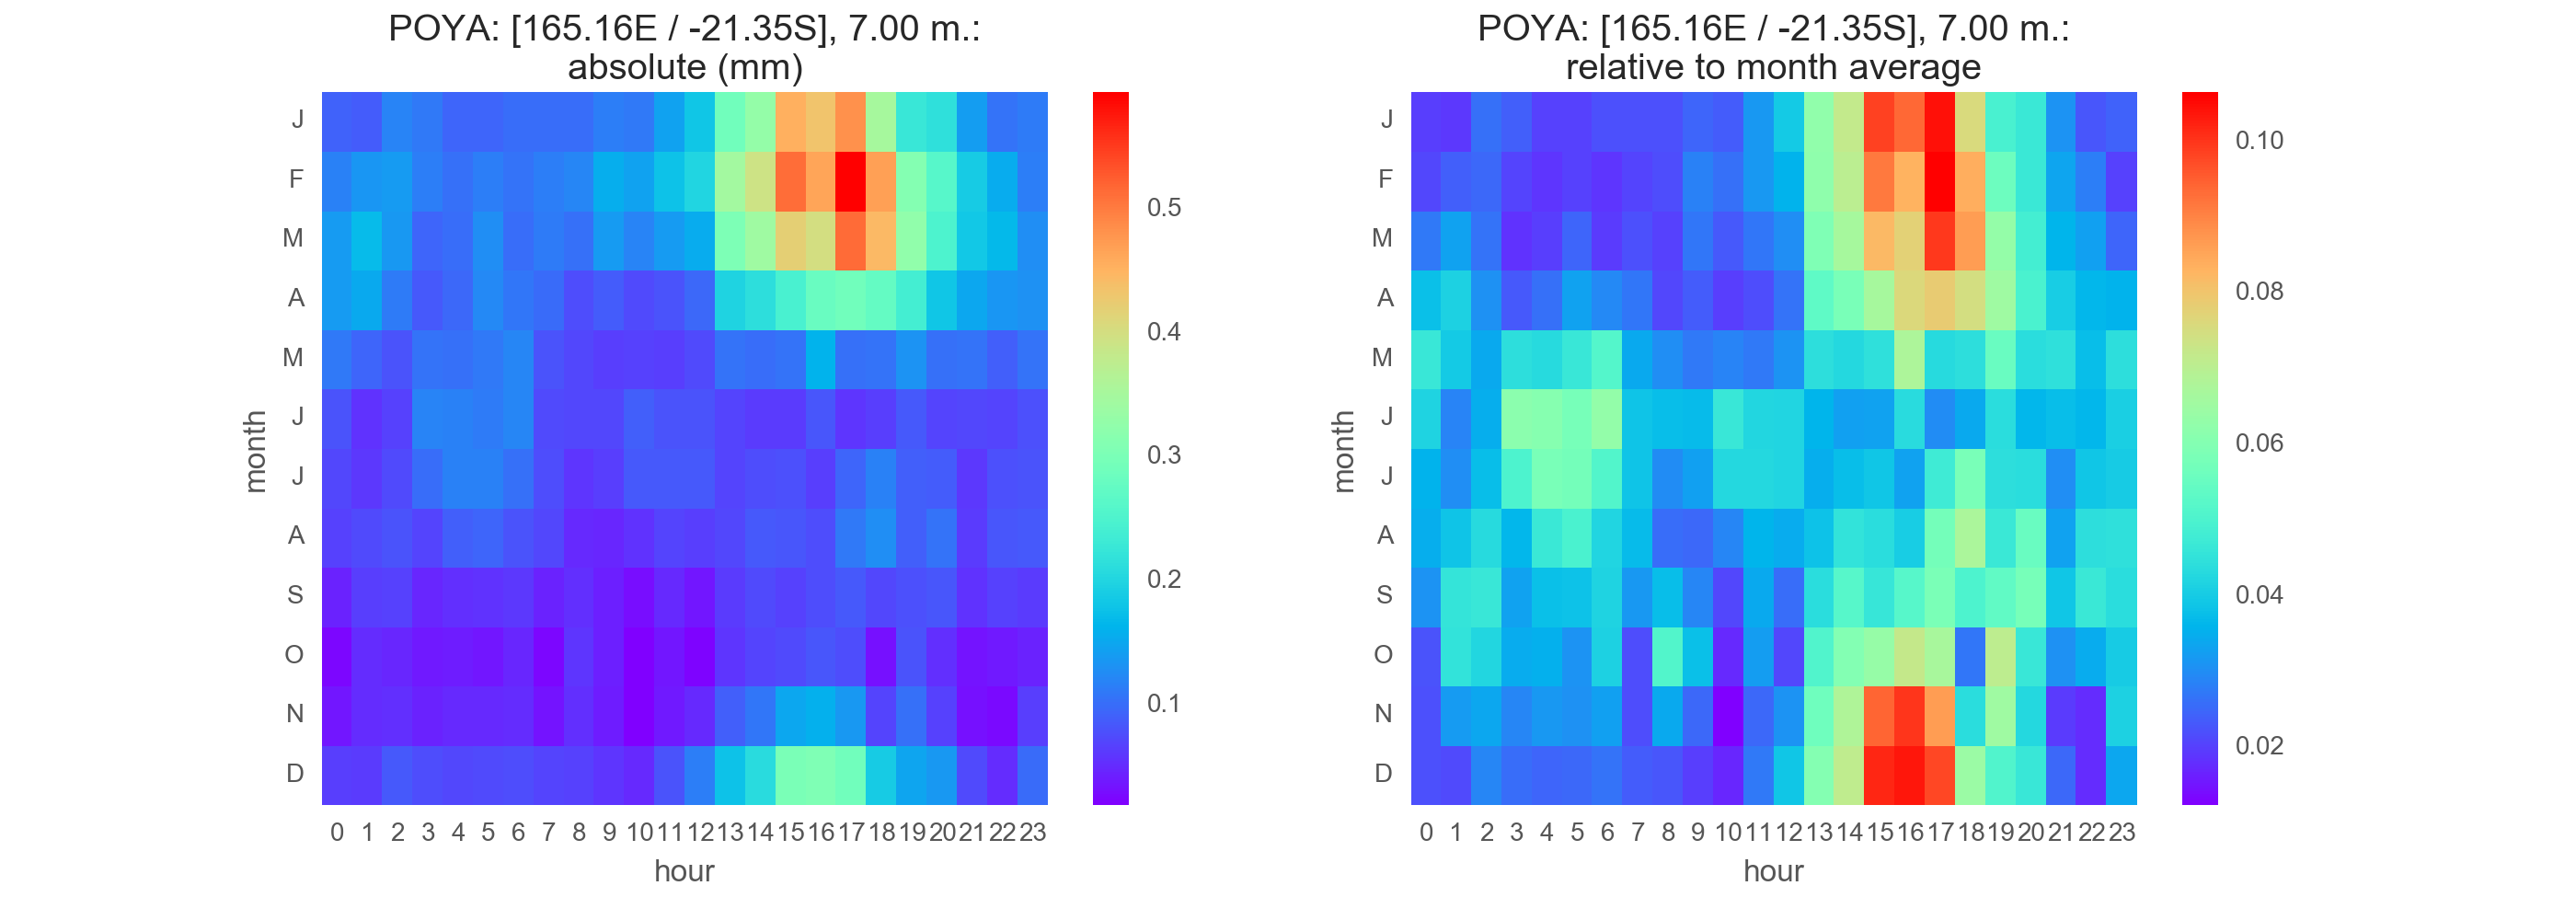 POYA: [165.16E / -21.35S], 7.00 m.:
absolute (mm)
J
F
M
A
M
J
J
A
S
O
N
D
month
0 1 2 3 4 5 6 7 8 9 10 11 12 13 14 15 16 17 18 19 20 21 22 23
hour
0.5
0.4
0.3
0.2
0.1
POYA: [165.16E / -21.35S], 7.00 m.:
relative to month average
J
F
M
A
M
J
J
A
S
O
N
D
month
0 1 2 3 4 5 6 7 8 9 10 11 12 13 14 15 16 17 18 19 20 21 22 23
hour
0.10
0.08
0.06
0.04
0.02